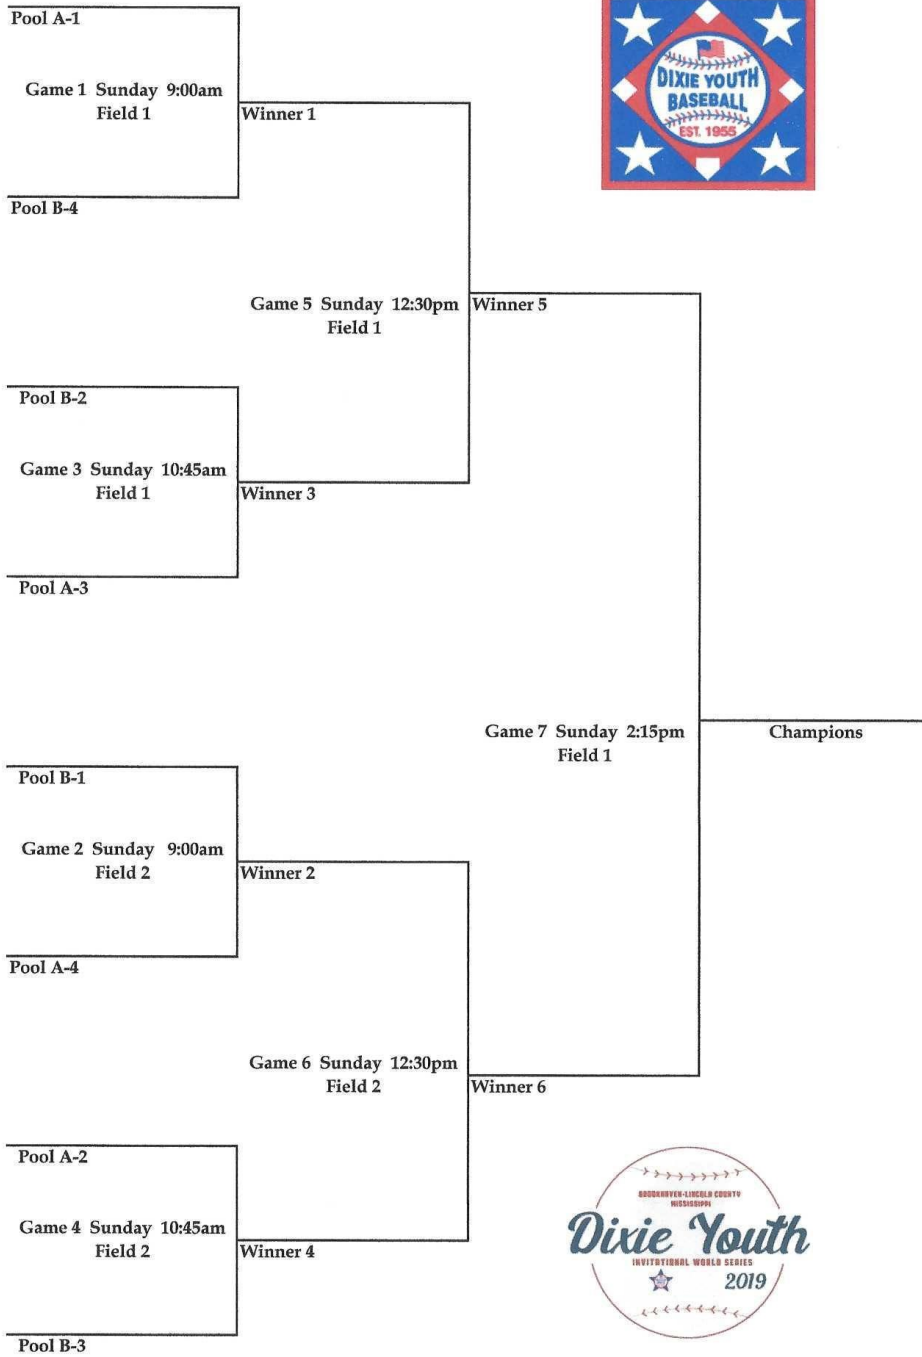 Pool A-1
DIXIE YOUTH
BASEBALL
EST. 1955
Game 1 Sunday 9:00am
Field 1
Winner 1
Pool B-4
Game 5 Sunday 12:30pm
Field 1
Winner 5
Pool B-2
Game 3 Sunday 10:45am
Field 1
Winner 3
Pool A-3
Game 7 Sunday 2:15pm
Field 1
Champions
Pool B-1
Game 2 Sunday 9:00am
Field 2
Winner 2
Pool A-4
Game 6 Sunday 12:30pm
Field 2
Winner 6
Pool A-2
Game 4 Sunday 10:45am
Field 2
Winner 4
Pool B-3
BROOKHAVEN-LINCOLN COUNTY
MISSISSIPPI
Dixie Youth
INVITATIONAL WORLD SERIES
2019